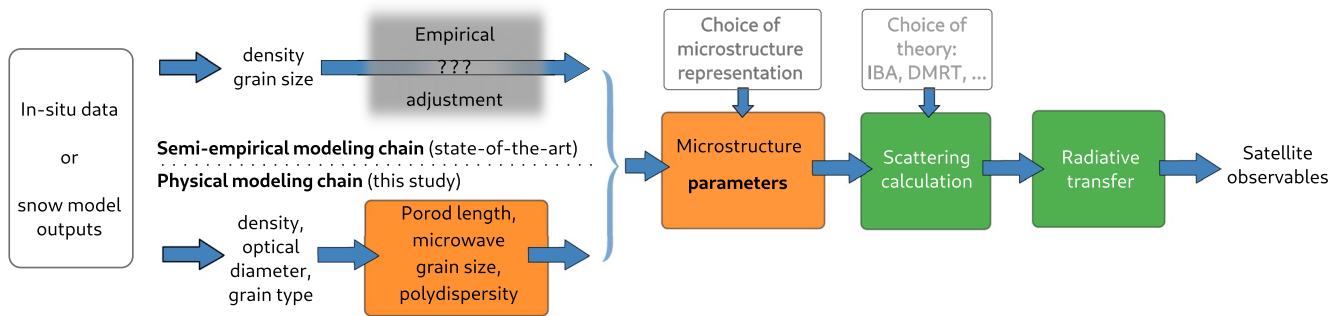 In-situ data
or
snow model
outputs
density
grain size
Empirical
???
adjustment
Semi-empirical modeling chain (state-of-the-art)
Physical modeling chain (this study)
density,
optical
diameter,
grain type
Porod length,
microwave
grain size,
polydispersity
Choice of
microstructure
representation
Microstructure
parameters
Choice of
theory:
IBA, DMRT, ...
Scattering
calculation
Radiative
transfer
Satellite
observables